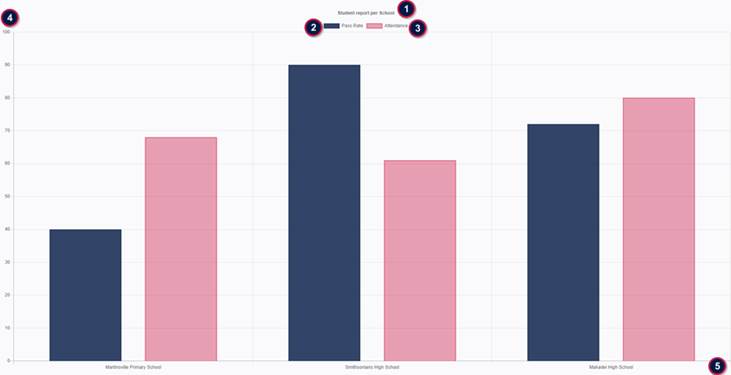 4
Student report per School
1
2
Pass Rate
Attendance
3
100
90
80
70
60
50
40
30
20
10
0
Martinsville Primary School
Smithsonians High School
Mahadei High School
5